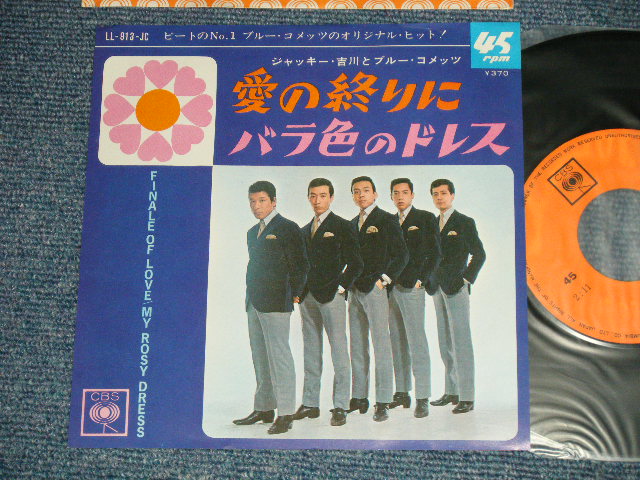 LL-813-JC ビートのNo.1 ブルー・コメッツのオリジナル・ヒット!
45
rpm
¥370
ジャッキー・吉川とブルー・コメッツ
愛の終りに
バラ色のドレス
FINALE OF LOVE/MY ROSY DRESS
CBS
CBS
45
2:11